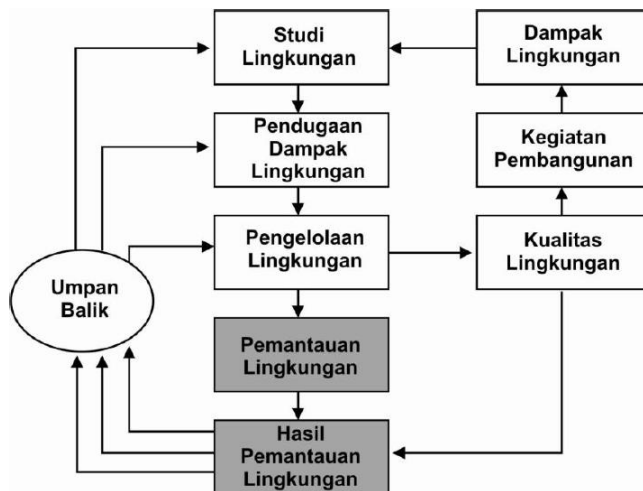 Studi
Lingkungan
Dampak
Lingkungan
Pendugaan
Dampak
Lingkungan
Kegiatan
Pembangunan
Pengelolaan
Lingkungan
Kualitas
Lingkungan
Umpan
Balik
Pemantauan
Lingkungan
Hasil
Pemantauan
Lingkungan